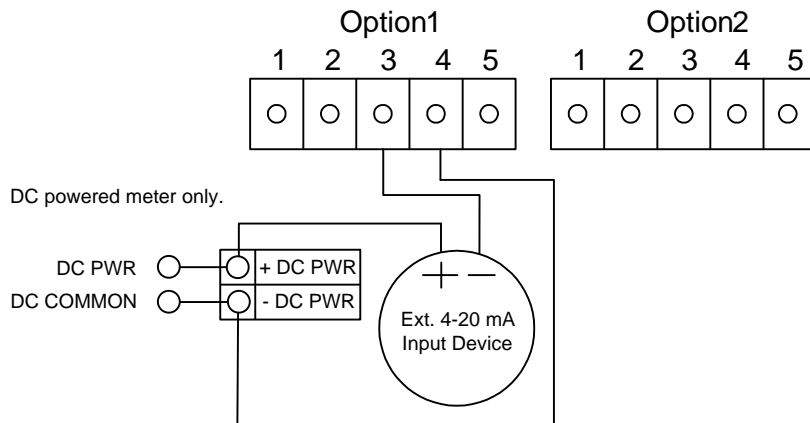 Option1 Option2
1 2 3 4 5 1 2 3 4 5
DC powered meter only.
DC PWR + DC PWR
DC COMMON - DC PWR
+ −
Ext. 4-20 mA
Input Device